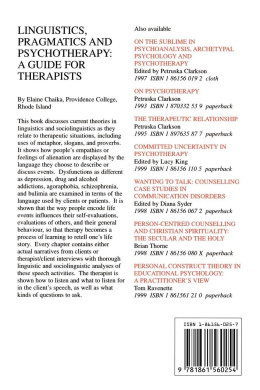 LINGUISTICS,
PRAGMATICS AND
PSYCHOTHERAPY:
A GUIDE FOR
THERAPISTS
By Elaine Chaika, Providence College,
Rhode Island
This book discusses current theories in
linguistics and sociolinguistics as they
relate to therapeutic situations, including
uses of metaphor, slogans, and proverbs.
It shows how people's empathies or
feelings of alienation are displayed by the
language they choose to describe or
discuss events. Dysfunctions as different
as depression, drug and alcohol
addictions, agoraphobia, schizophrenia,
and bulimia are examined in terms of the
language used by clients or patients. It is
shown that the way people encode life
events influences their self-evaluations,
evaluations of others, and their general
behaviour, so that therapy becomes a
process of learning to retell one's life
story. Every chapter contains either
actual narratives from clients or
therapist/client interviews with thorough
linguistic and sociolinguistic analyses of
these speech activities. The therapist is
shown how to listen and what to listen for
in the client's speech, as well as what
kinds of questions to ask.
Also available
ON THE SUBLIME IN
PSYCHOANALYSIS, ARCHETYPAL
PSYCHOLOGY AND
PSYCHOTHERAPY
Edited by Petruska Clarkson
1997 ISBN 1 86156 019 2 cloth
ON PSYCHOTHERAPY
Petruska Clarkson
1993 ISBN 1 870332 53 9 paperback
THE THERAPEUTIC RELATIONSHIP
Petruska Clarkson
1995 ISBN 1 897635 87 7 paperback
COMMITTED UNCERTAINTY IN
PSYCHOTHERAPY
Edited by Lucy King
1999 ISBN 1 86156 110 5 paperback
WANTING TO TALK: COUNSELLING
CASE STUDIES IN
COMMUNICATION DISORDERS
Edited by Diana Syder
1998 ISBN 1 86156 067 2 paperback
PERSON-CENTRED COUNSELLING
AND CHRISTIAN SPIRITUALITY:
THE SECULAR AND THE HOLY
Brian Thorne
1998 ISBN 1 86156 080 X paperback
PERSONAL CONSTRUCT THEORY IN
EDUCATIONAL PSYCHOLOGY:
A PRACTITIONER'S VIEW
Tom Ravenette
1999 ISBN 1 861561 21 0 paperback
ISBN 1-86156-025-7
9 781861 560254